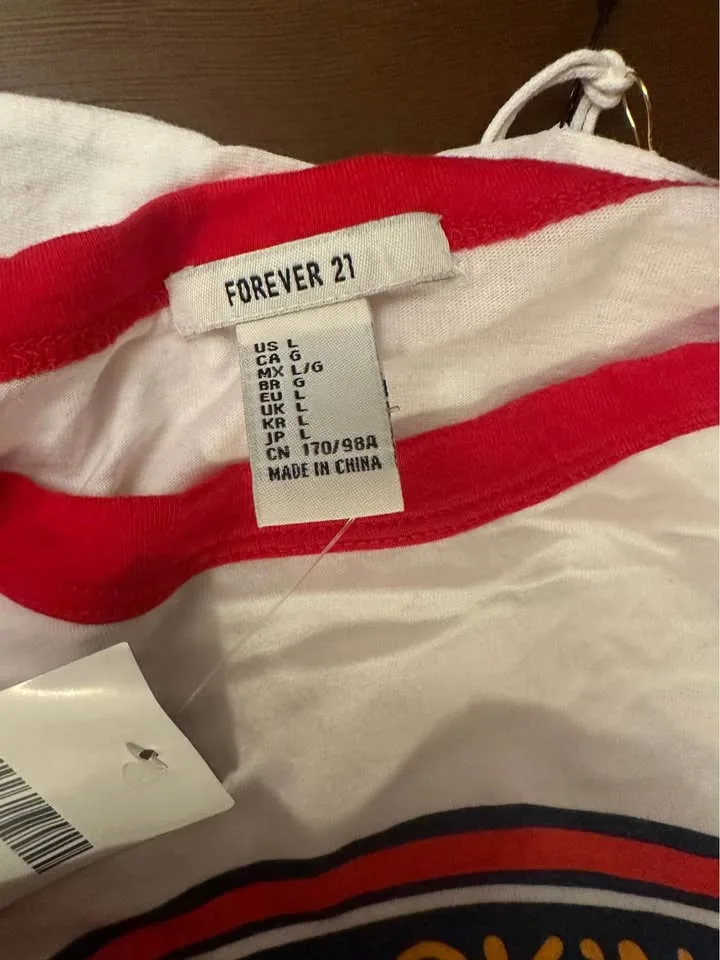 FOREVER 21
US L
CA G
MX L/G
BR G
EU L
UK L
KR L
JP L
CN 170/98A
MADE IN CHINA